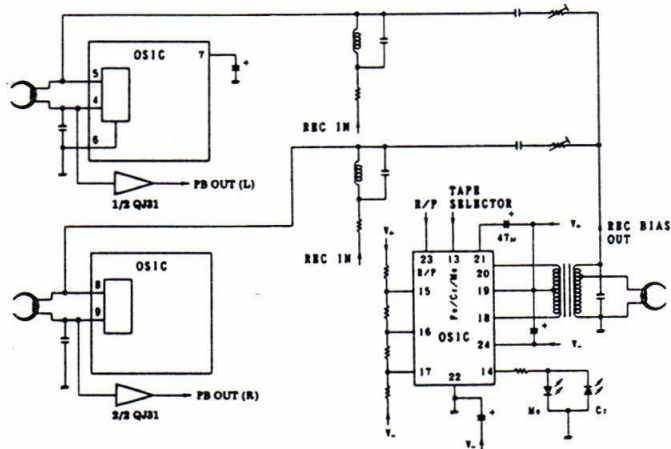 OSIC
7
+
5
4
6
REC IN
PB OUT (L)
1/2 QJ31
R/P
TAPE
SELECTOR
+
V+
47μ
REC BIAS
OUT
REC IN
V+
23
13
21
R/P
Fe/Cr/Me
20
OSIC
8
9
15
19
16
OSIC
18
17
24
+
V-
22
14
PB OUT (R)
2/2 QJ31
Me
Cr
V-
+
V-